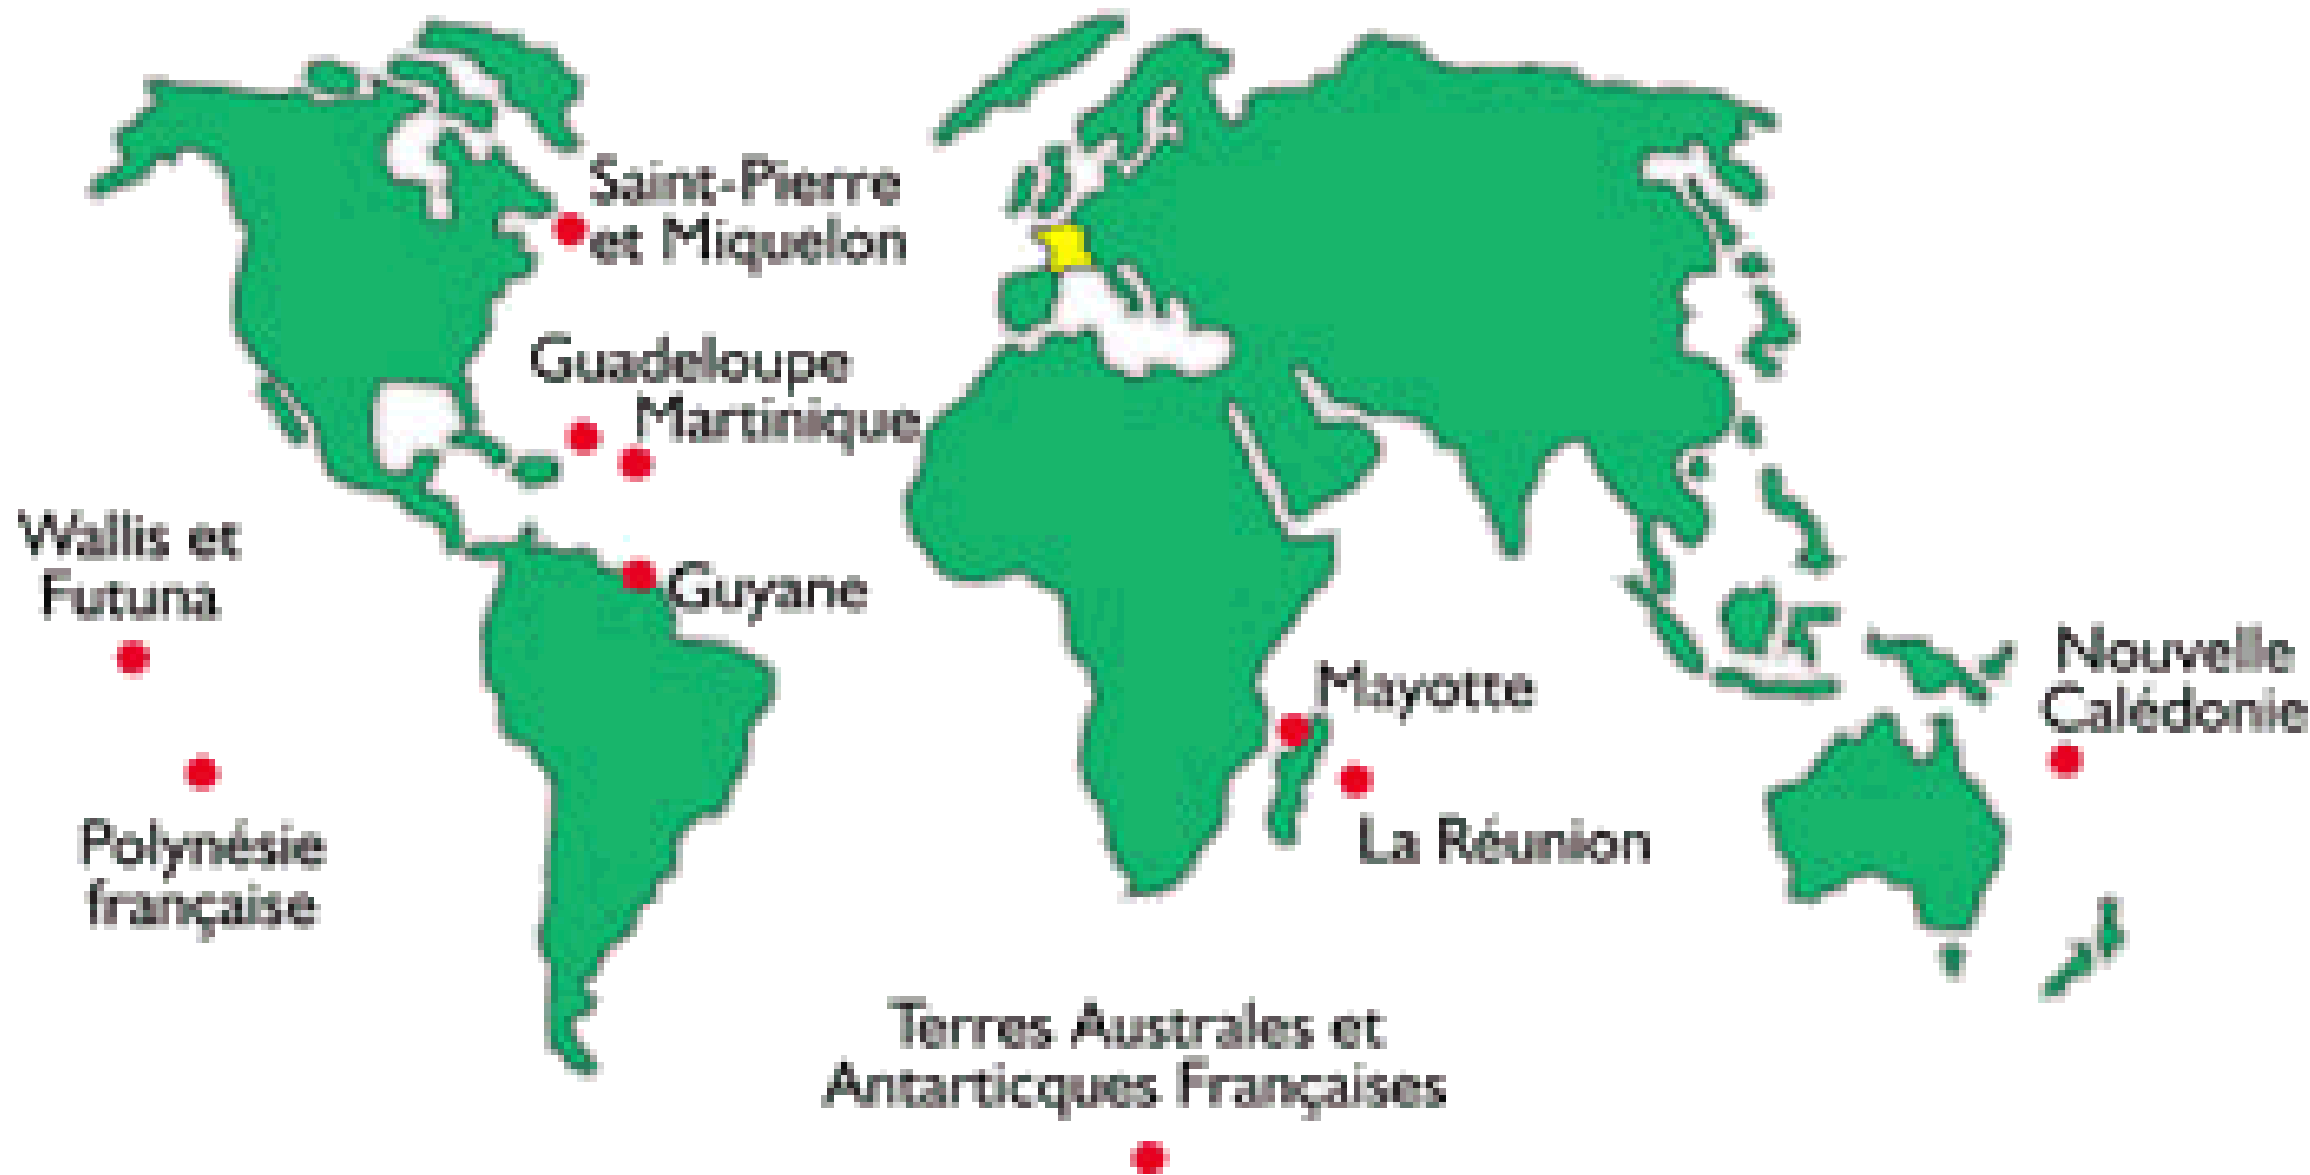 Saint-Pierre
et Miquelon
Guadeloupe
Martinique
Wallis et
Futuna
Guyane
Mayotte
Nouvelle
Calédonie
La Réunion
Polynésie
française
Terres Australes et
Antarticques Françaises